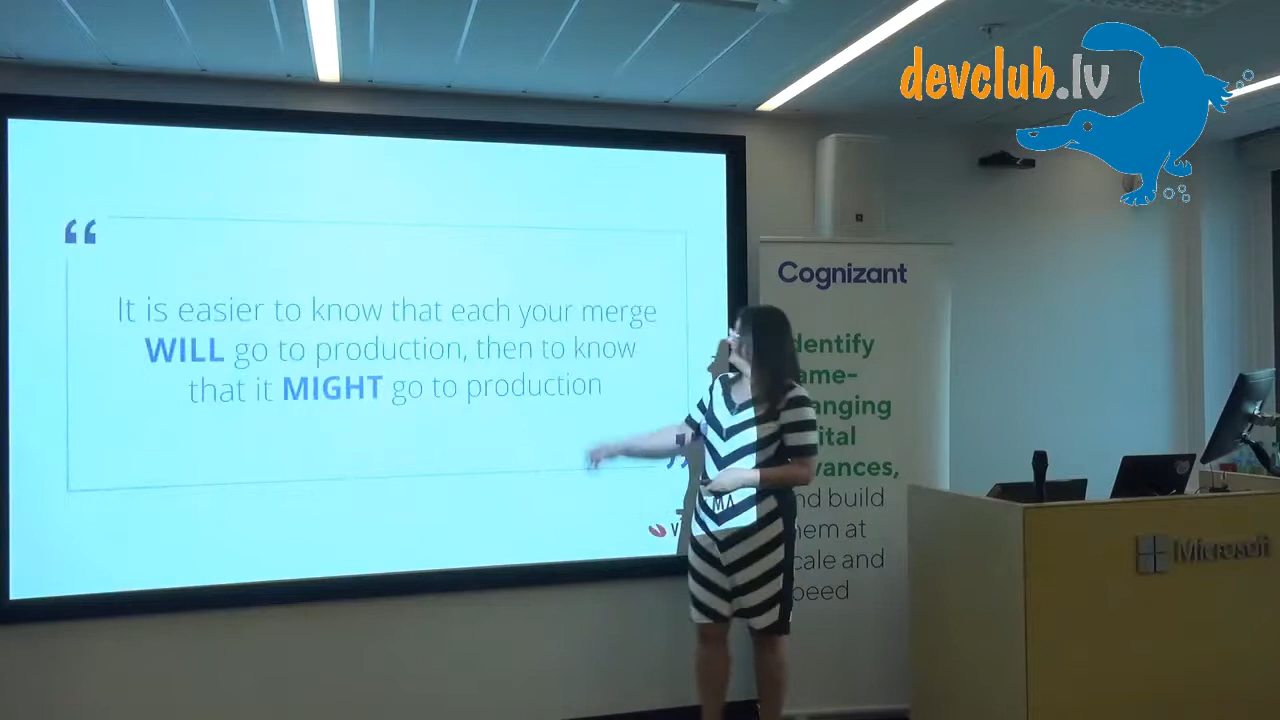 devclub.lv
“
It is easier to know that each your merge
WILL go to production, then to know
that it MIGHT go to production
Cognizant
dentify
ame-
anging
ital
vances,
nd build
hem at
cale and
peed
Microsoft